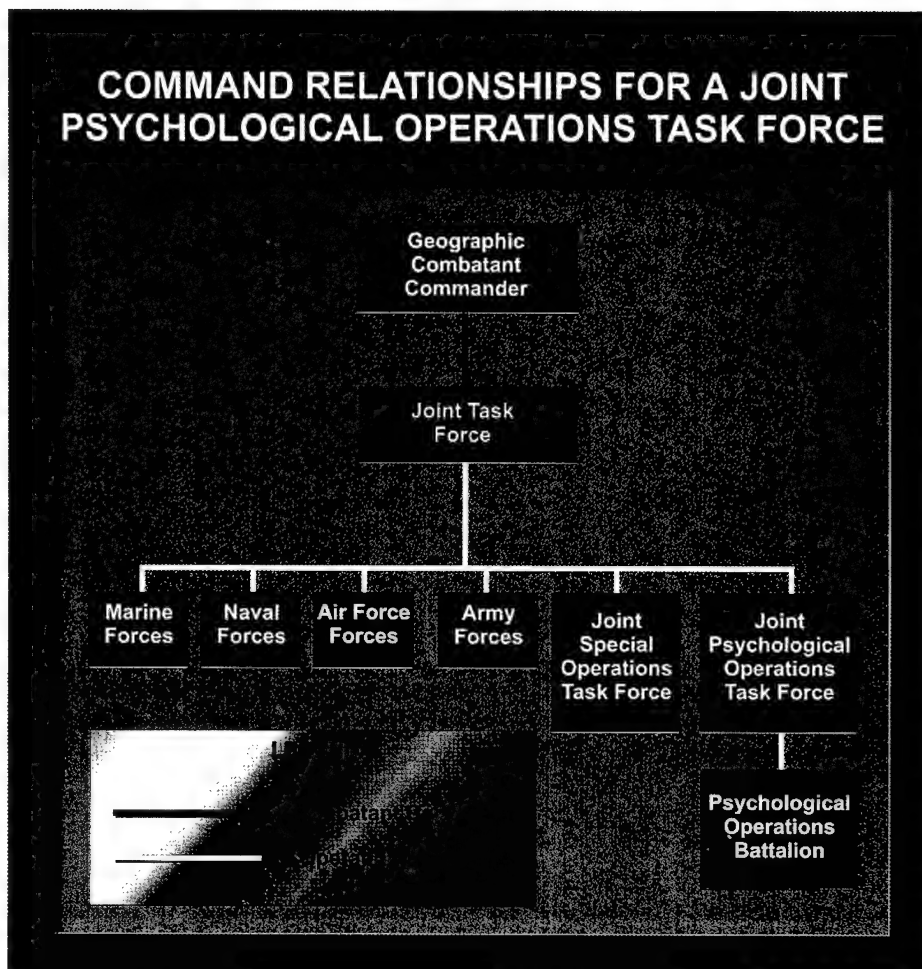 COMMAND RELATIONSHIPS FOR A JOINT
PSYCHOLOGICAL OPERATIONS TASK FORCE
Geographic
Combatant
Commander
Joint Task
Force
Marine
Forces
Naval
Forces
Air Force
Forces
Army
Forces
Joint
Special
Operations
Task Force
Joint
Psychological
Operations
Task Force
Psychological
Operations
Battalion